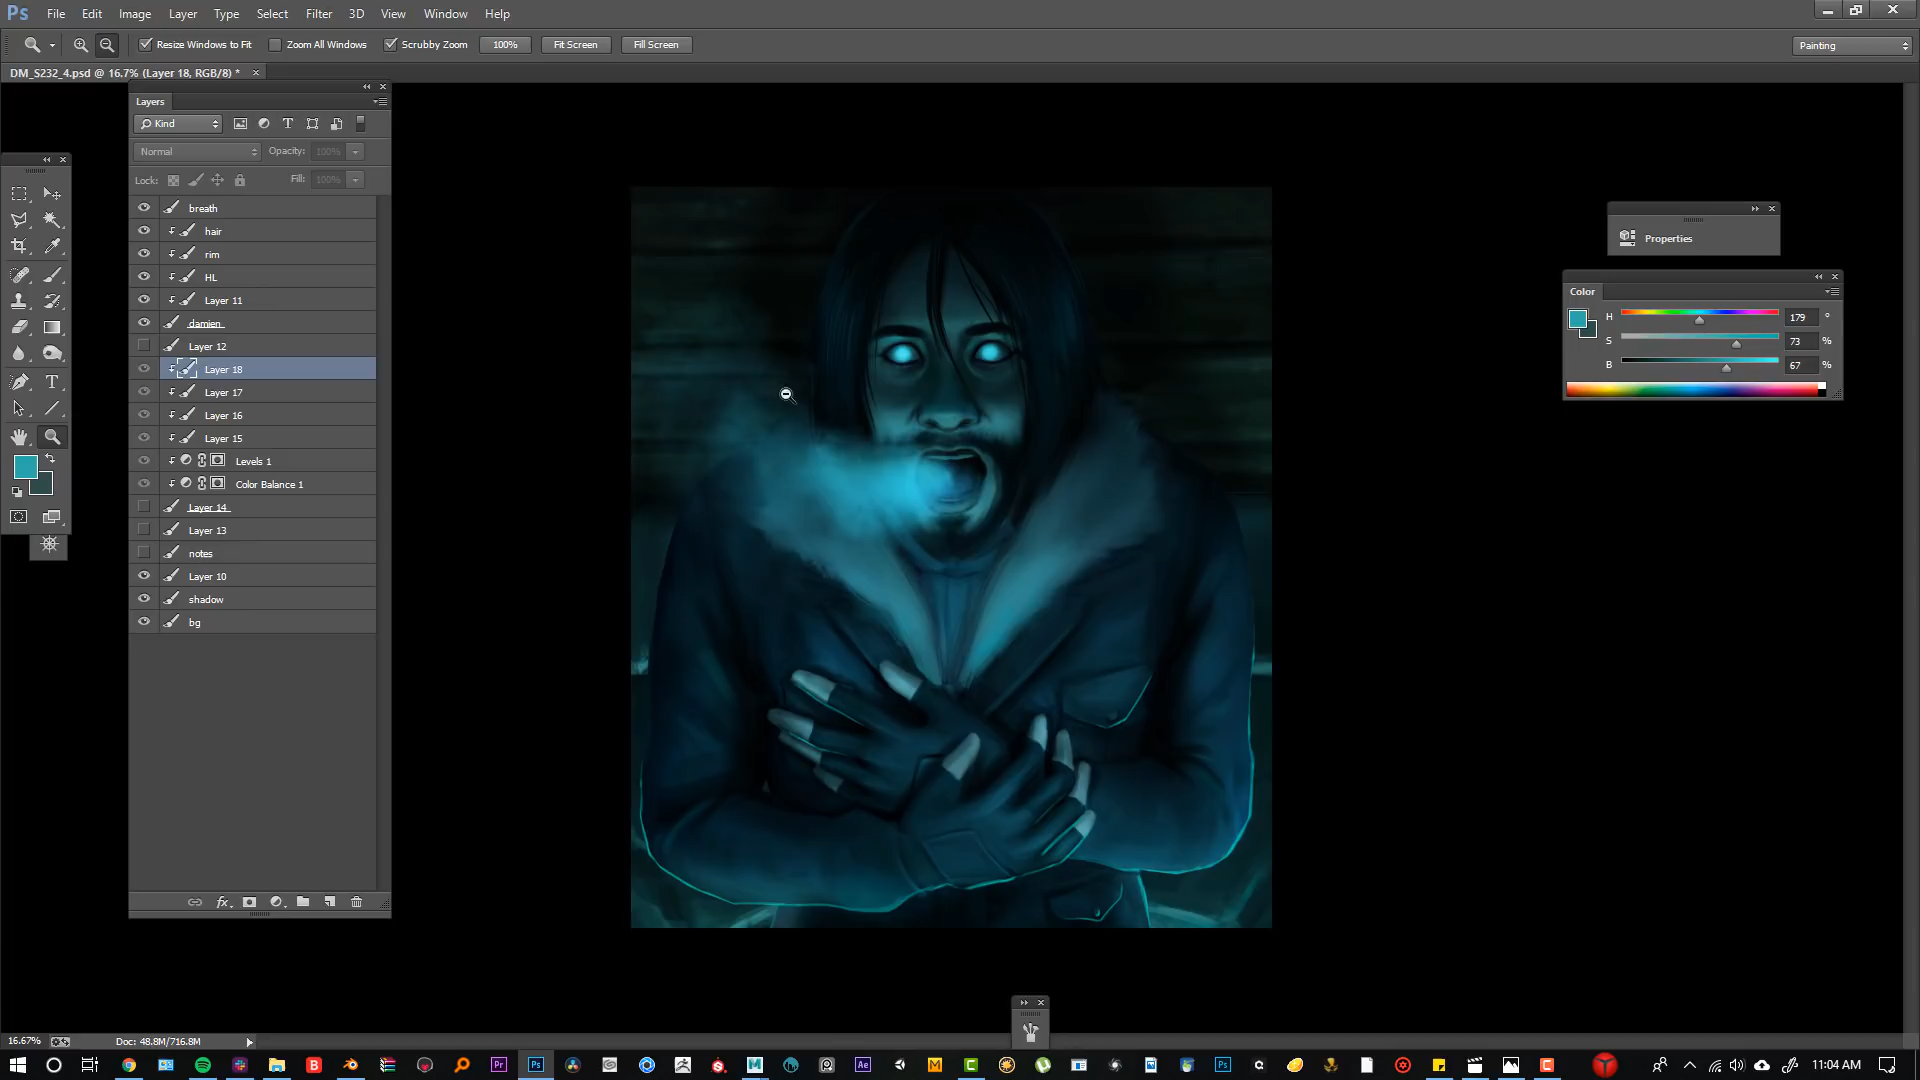 Ps File Edit Image Layer Type Select Filter 3D View Window Help
Resize Windows to Fit Zoom All Windows Scrubby Zoom 100% Fit Screen Fill Screen Painting
DM_S232_4.psd @ 16.7% (Layer 18, RGB/8) * ×
Layers
Kind
Normal Opacity: 100%
Lock: Fill: 100%
breath
hair
rim
HL
Layer 11
damien
Layer 12
Layer 18
Layer 17
Layer 16
Layer 15
Levels 1
Color Balance 1
Layer 14
Layer 13
notes
Layer 10
shadow
bg
fx
Properties
Color
H 179 °
S 73 %
B 67 %
16.67% Doc: 48.8M/716.8M
11:04 AM